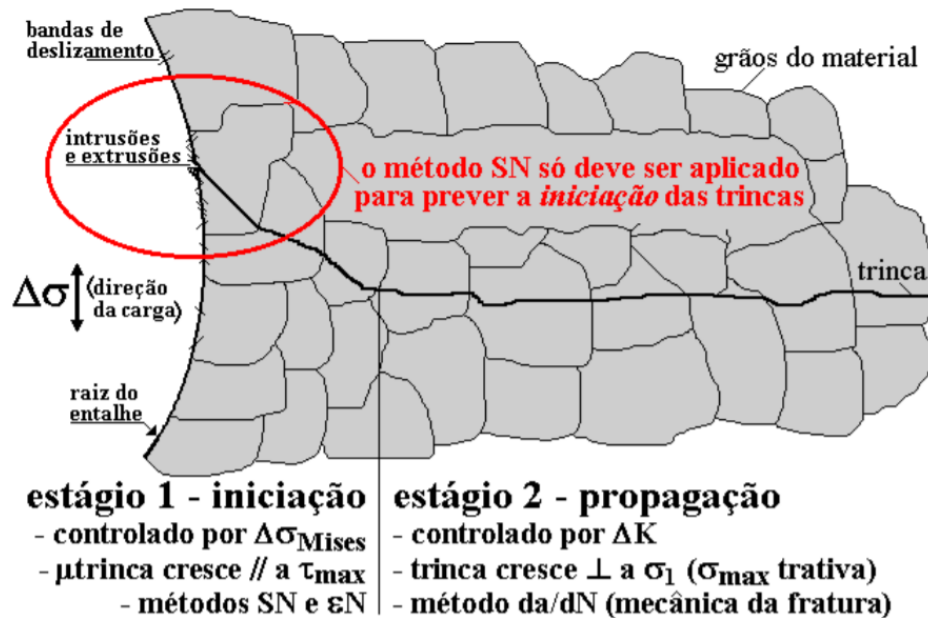 bandas de
deslizamento
grãos do material
intrusões
e extrusões
o método SN só deve ser aplicado
para prever a iniciação das trincas
trinca
Δσ (direção
da carga)
raiz do
entalhe
estágio 1 - iniciação
- controlado por ΔσMises
- μtrinca cresce // a τmax
- métodos SN e εN
estágio 2 - propagação
- controlado por ΔK
- trinca cresce ⊥ a σ1 (σmax trativa)
- método da/dN (mecânica da fratura)